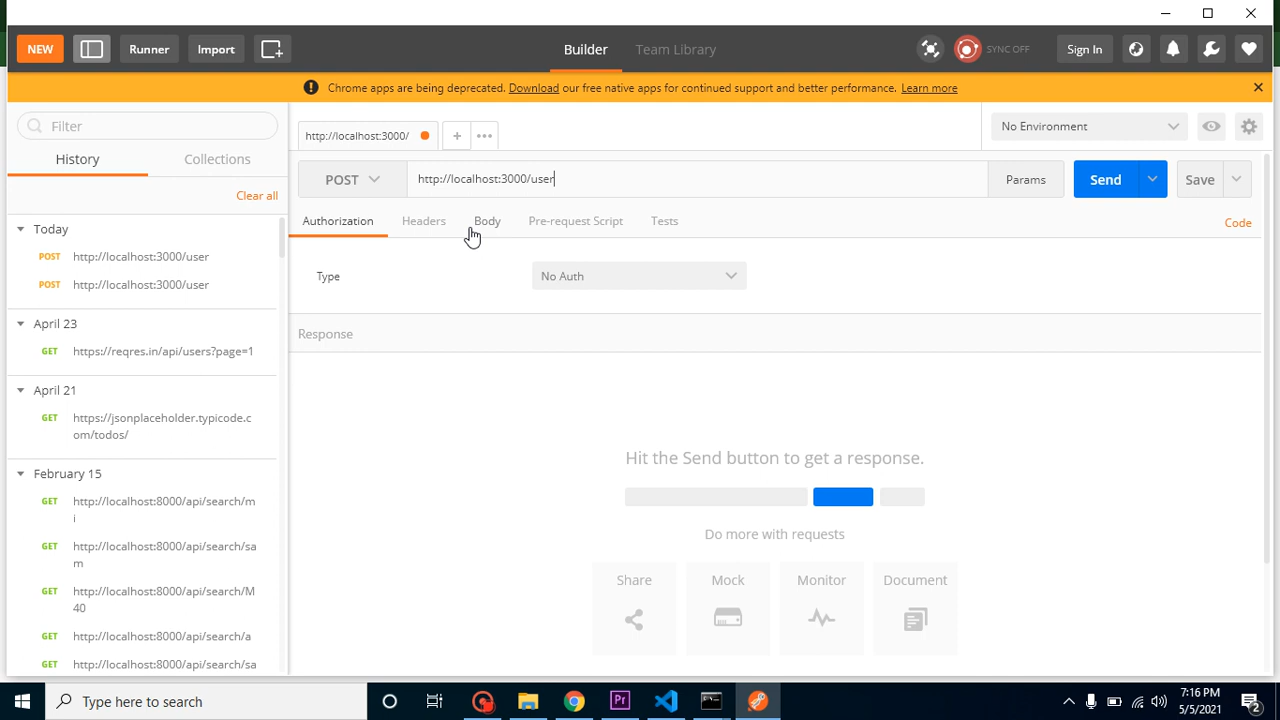 NEW
Runner
Import
Builder
Team Library
SYNC OFF
Sign In
Chrome apps are being deprecated. Download our free native apps for continued support and better performance. Learn more
Filter
History
Collections
Clear all
Today
POST http://localhost:3000/user
POST http://localhost:3000/user
April 23
GET https://reqres.in/api/users?page=1
April 21
GET https://jsonplaceholder.typicode.c
om/todos/
February 15
GET http://localhost:8000/api/search/m
i
GET http://localhost:8000/api/search/sa
m
GET http://localhost:8000/api/search/M
40
GET http://localhost:8000/api/search/a
GET http://localhost:8000/api/search/sa
http://localhost:3000/
No Environment
POST
http://localhost:3000/user
Params
Send
Save
Authorization
Headers
Body
Pre-request Script
Tests
Code
Type
No Auth
Response
Hit the Send button to get a response.
Do more with requests
Share
Mock
Monitor
Document
Type here to search
Pr
7:16 PM
5/5/2021
2